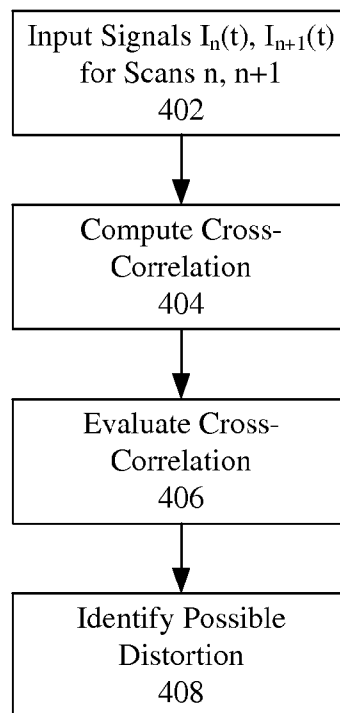 Input Signals Iₙ(t), Iₙ₊₁(t)
for Scans n, n+1
402
Compute Cross-
Correlation
404
Evaluate Cross-
Correlation
406
Identify Possible
Distortion
408